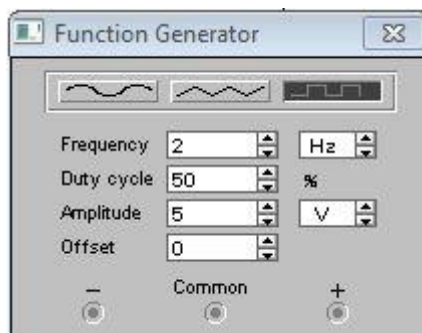 Function Generator
Frequency 2 Hz
Duty cycle 50 %
Amplitude 5 V
Offset 0
− Common +